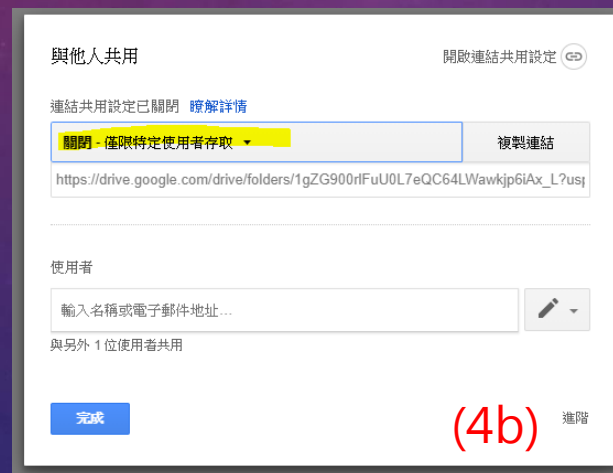 與他人共用
開啟連結共用設定
連結共用設定已關閉 瞭解詳情
關閉 - 僅限特定使用者存取
複製連結
https://drive.google.com/drive/folders/1gZG900rlFuU0L7eQC64LWawkjp6iAx_L?usp
使用者
輸入名稱或電子郵件地址...
與另外 1 位使用者共用
完成
(4b)
進階